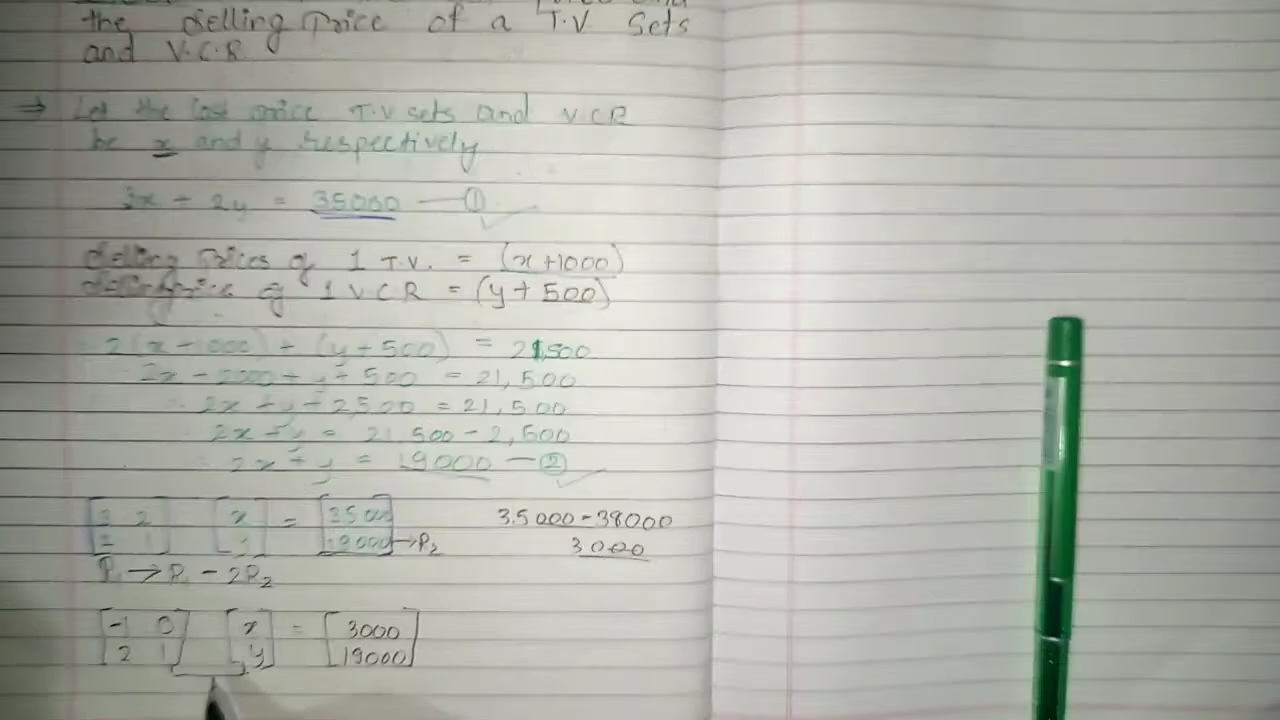 the selling Price of a T.V Sets
and V.C.R
⇒ Let the Cost price T.V sets and VCR
be x and y respectively
3x + 2y = 35000 — ①
Selling Prices of 1 T.V. = (x+1000)
Selling price of 1 VCR = (y+500)
2(x+1000) + (y+500) = 21,500
2x + 2000 + y + 500 = 21,500
2x + y + 2,500 = 21,500
2x + y = 21 500 - 2,500
2x + y = 19000 — ②
[3 2] [x] = [35000] 35000-38000
[2 1] [y] [19000] → R2 3000
R1 → R1 - 2R2
[-1 0] [x] = [3000]
[2 1] [y] [19000]